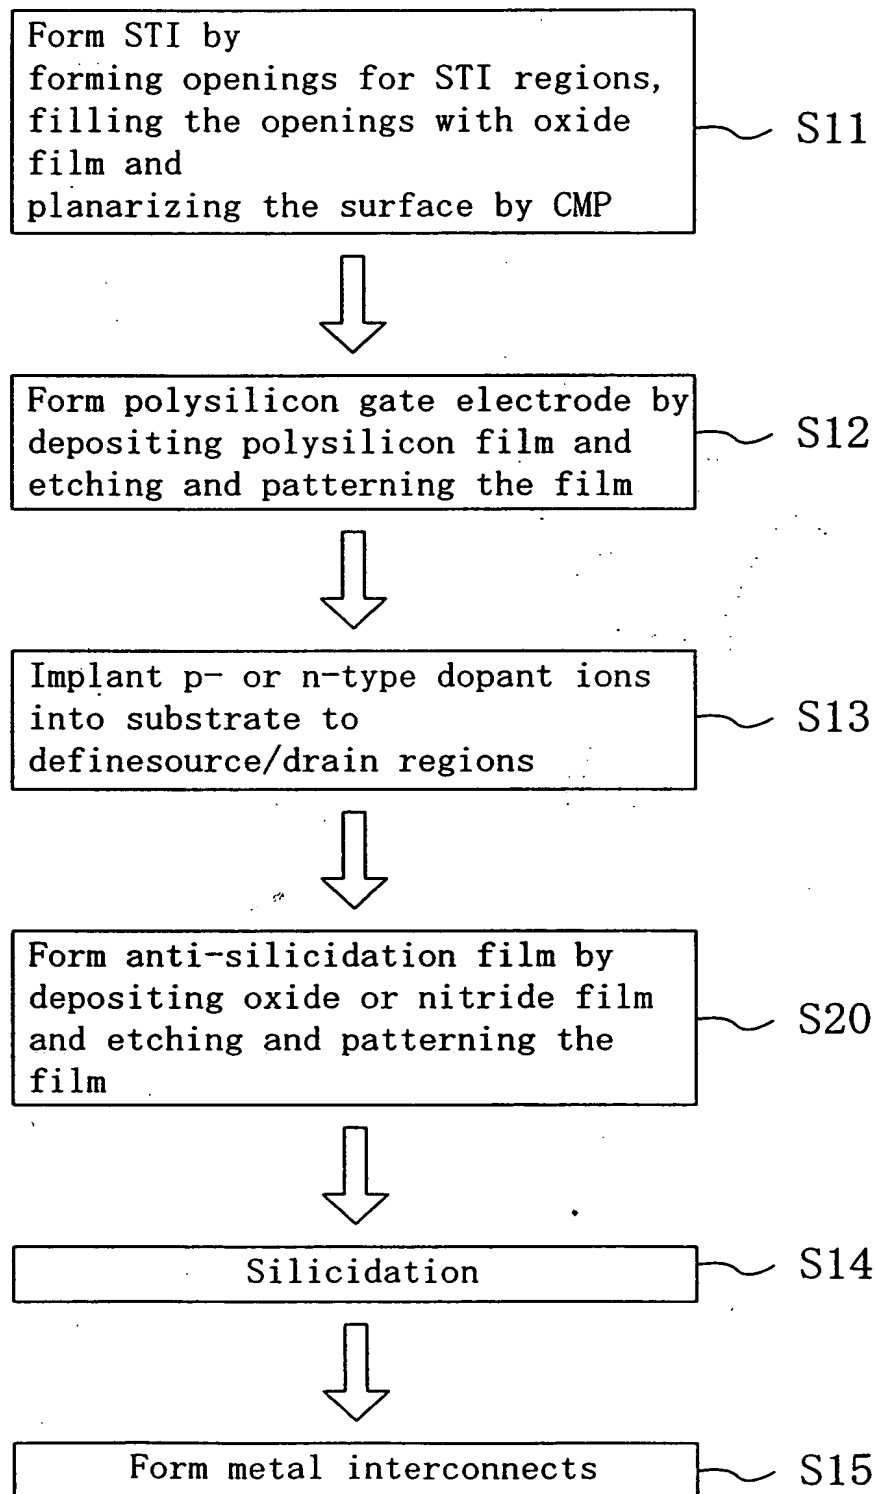 Form STI by
forming openings for STI regions,
filling the openings with oxide
film and
planarizing the surface by CMP
S11
Form polysilicon gate electrode by
depositing polysilicon film and
etching and patterning the film
S12
Implant p- or n-type dopant ions
into substrate to
definesource/drain regions
S13
Form anti-silicidation film by
depositing oxide or nitride film
and etching and patterning the
film
S20
Silicidation
S14
Form metal interconnects
S15